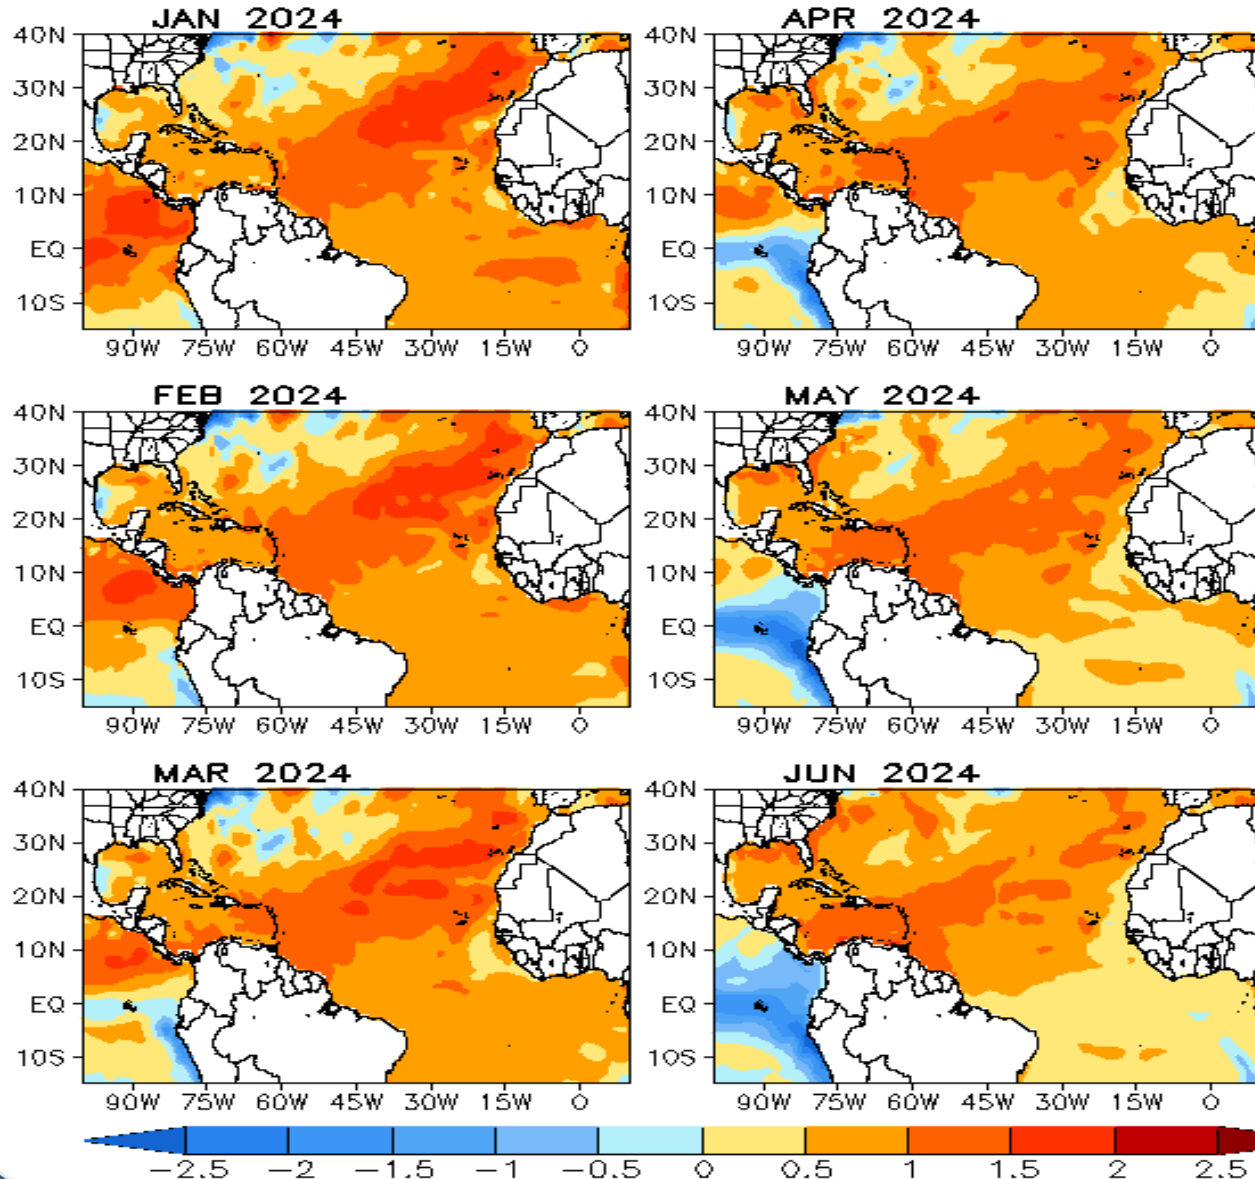 JAN 2024
40N
30N
20N
10N
EQ
10S
90W 75W 60W 45W 30W 15W 0
APR 2024
40N
30N
20N
10N
EQ
10S
90W 75W 60W 45W 30W 15W 0
FEB 2024
40N
30N
20N
10N
EQ
10S
90W 75W 60W 45W 30W 15W 0
MAY 2024
40N
30N
20N
10N
EQ
10S
90W 75W 60W 45W 30W 15W 0
MAR 2024
40N
30N
20N
10N
EQ
10S
90W 75W 60W 45W 30W 15W 0
JUN 2024
40N
30N
20N
10N
EQ
10S
90W 75W 60W 45W 30W 15W 0
-2.5 -2 -1.5 -1 -0.5 0 0.5 1 1.5 2 2.5